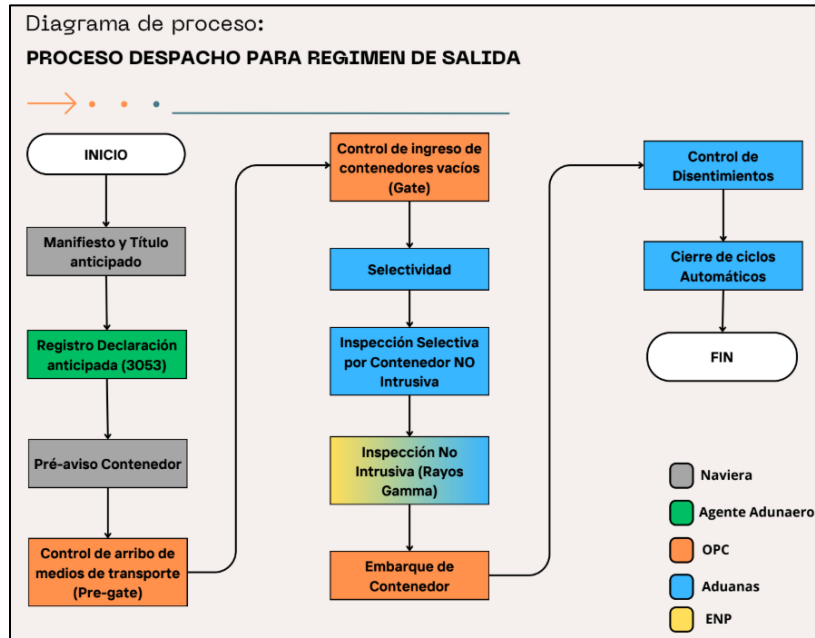 Diagrama de proceso:
PROCESO DESPACHO PARA REGIMEN DE SALIDA
INICIO
Manifiesto y Título
anticipado
Registro Declaración
anticipada (3053)
Pré-aviso Contenedor
Control de arribo de
medios de transporte
(Pre-gate)
Control de ingreso de
contenedores vacíos
(Gate)
Selectividad
Inspección Selectiva
por Contenedor NO
Intrusiva
Inspección No
Intrusiva (Rayos
Gamma)
Embarque de
Contenedor
Control de
Disentimientos
Cierre de ciclos
Automáticos
FIN
Naviera
Agente Adunaero
OPC
Aduanas
ENP